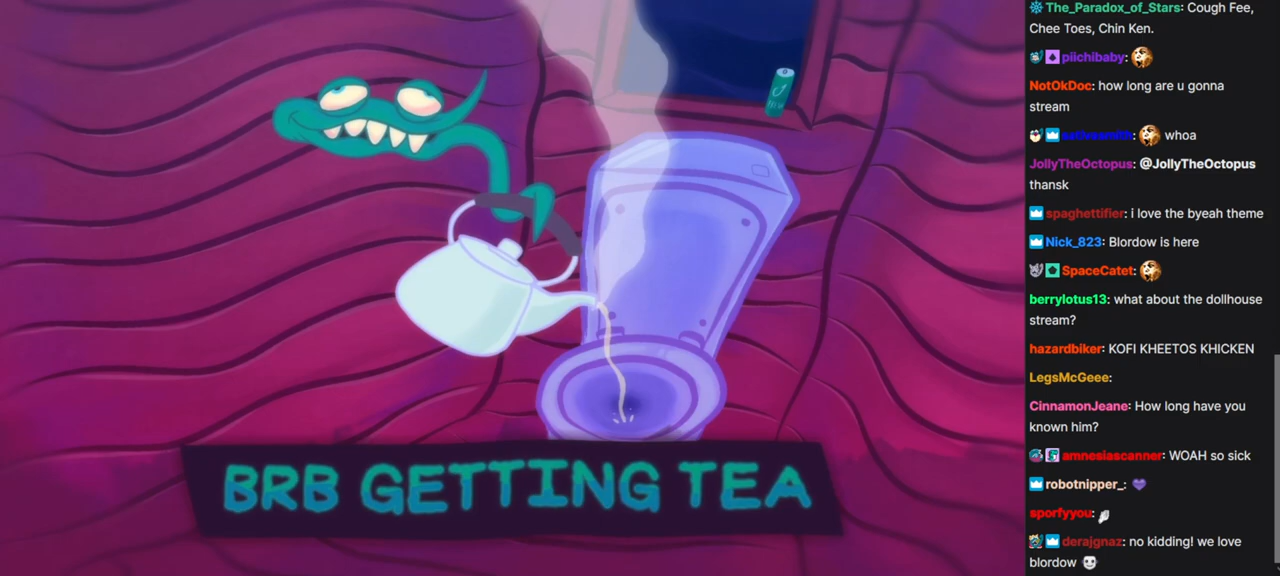 BRB GETTING TEA
The_Paradox_of_Stars: Cough Fee,
Chee Toes, Chin Ken.
piichibaby:
NotOkDoc: how long are u gonna
stream
whoa
JollyTheOctopus: @JollyTheOctopus
thansk
spaghettifier: i love the byeah theme
Nick_823: Blordow is here
SpaceCatet:
berrylotus13: what about the dollhouse
stream?
hazardbiker: KOFI KHEETOS KHICKEN
LegsMcGeee:
CinnamonJeane: How long have you
known him?
amnesiascanner: WOAH so sick
robotnipper_:
sporfyyou:
derajgnaz: no kidding! we love
blordow